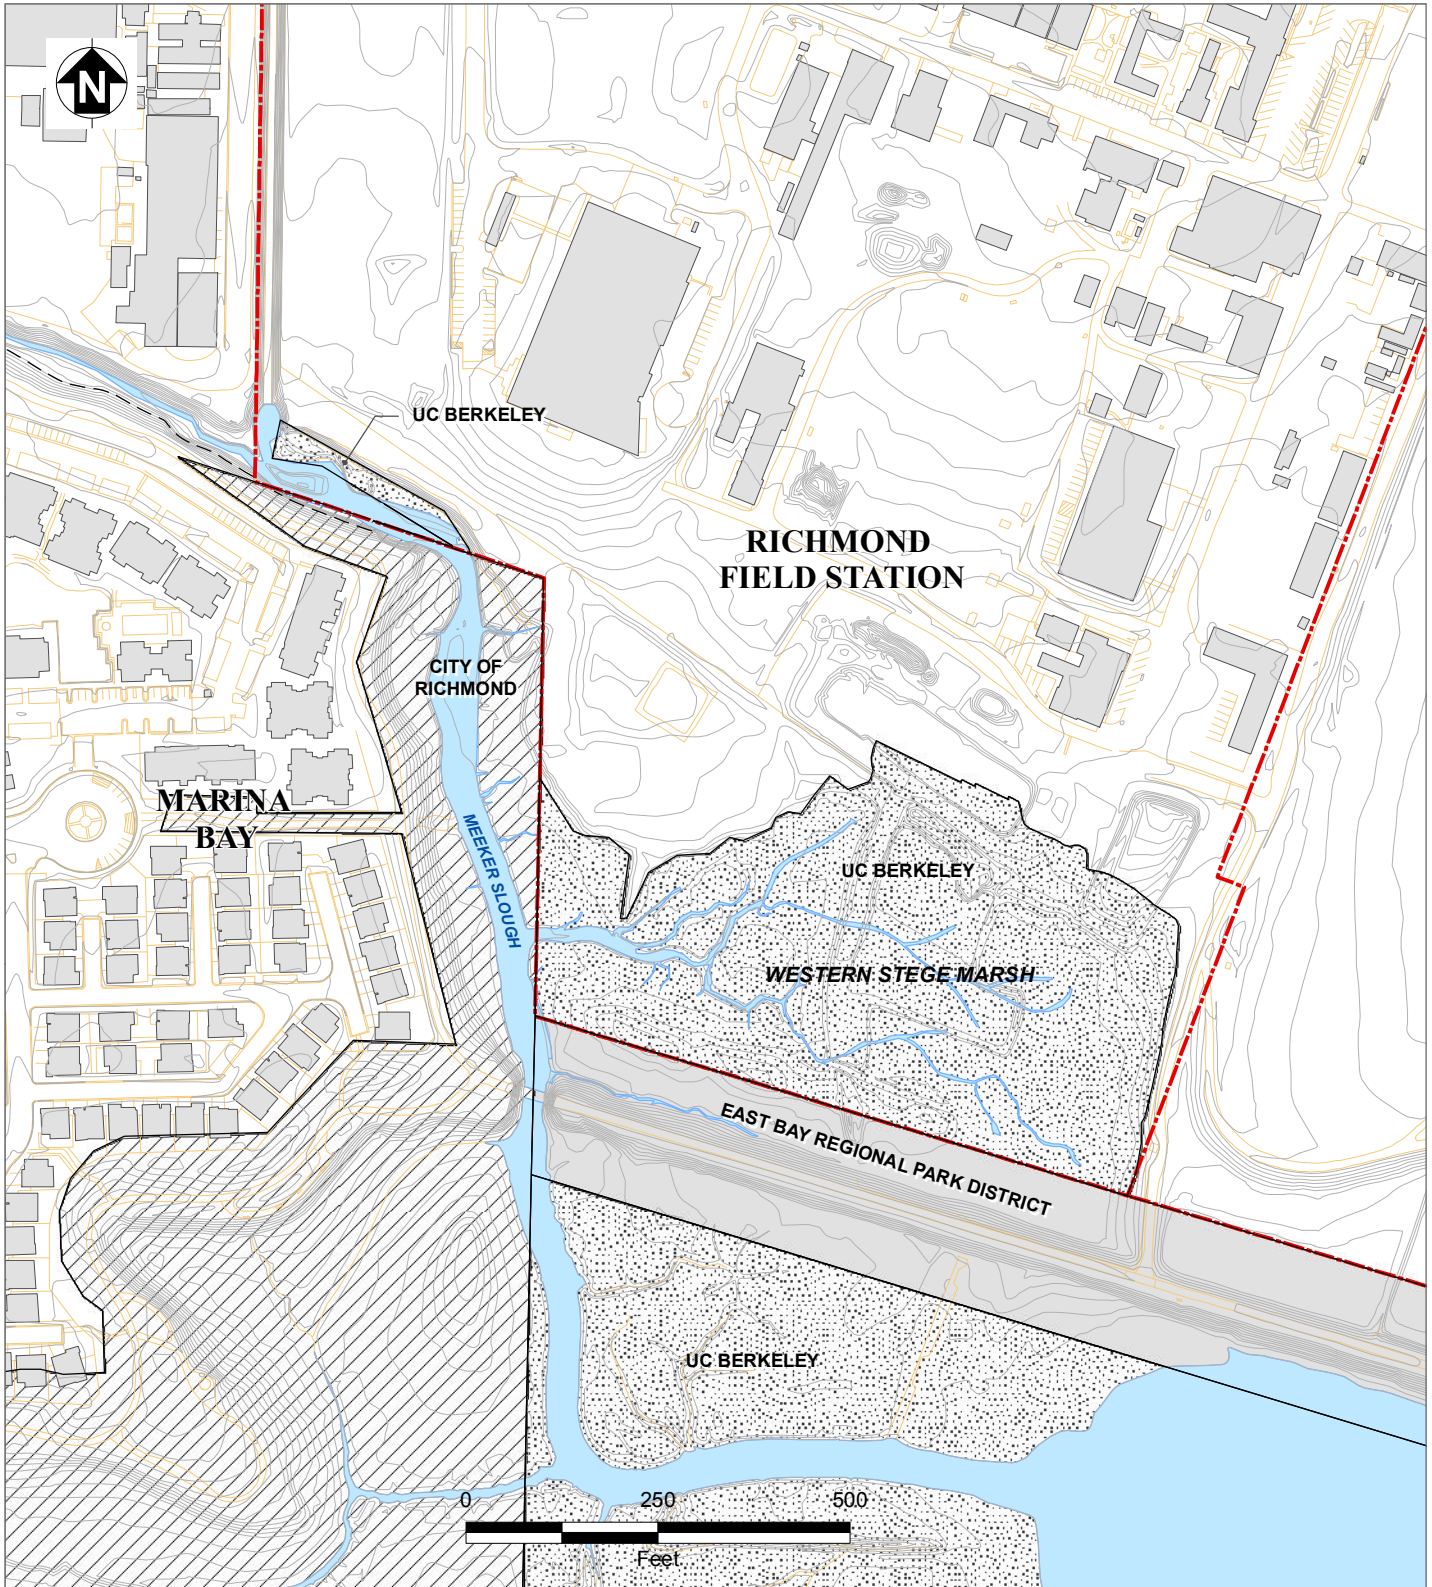 N
UC BERKELEY
RICHMOND
FIELD STATION
CITY OF
RICHMOND
MARINA
BAY
MEEKER SLOUGH
UC BERKELEY
WESTERN STEGE MARSH
EAST BAY REGIONAL PARK DISTRICT
UC BERKELEY
0 250 500
Feet